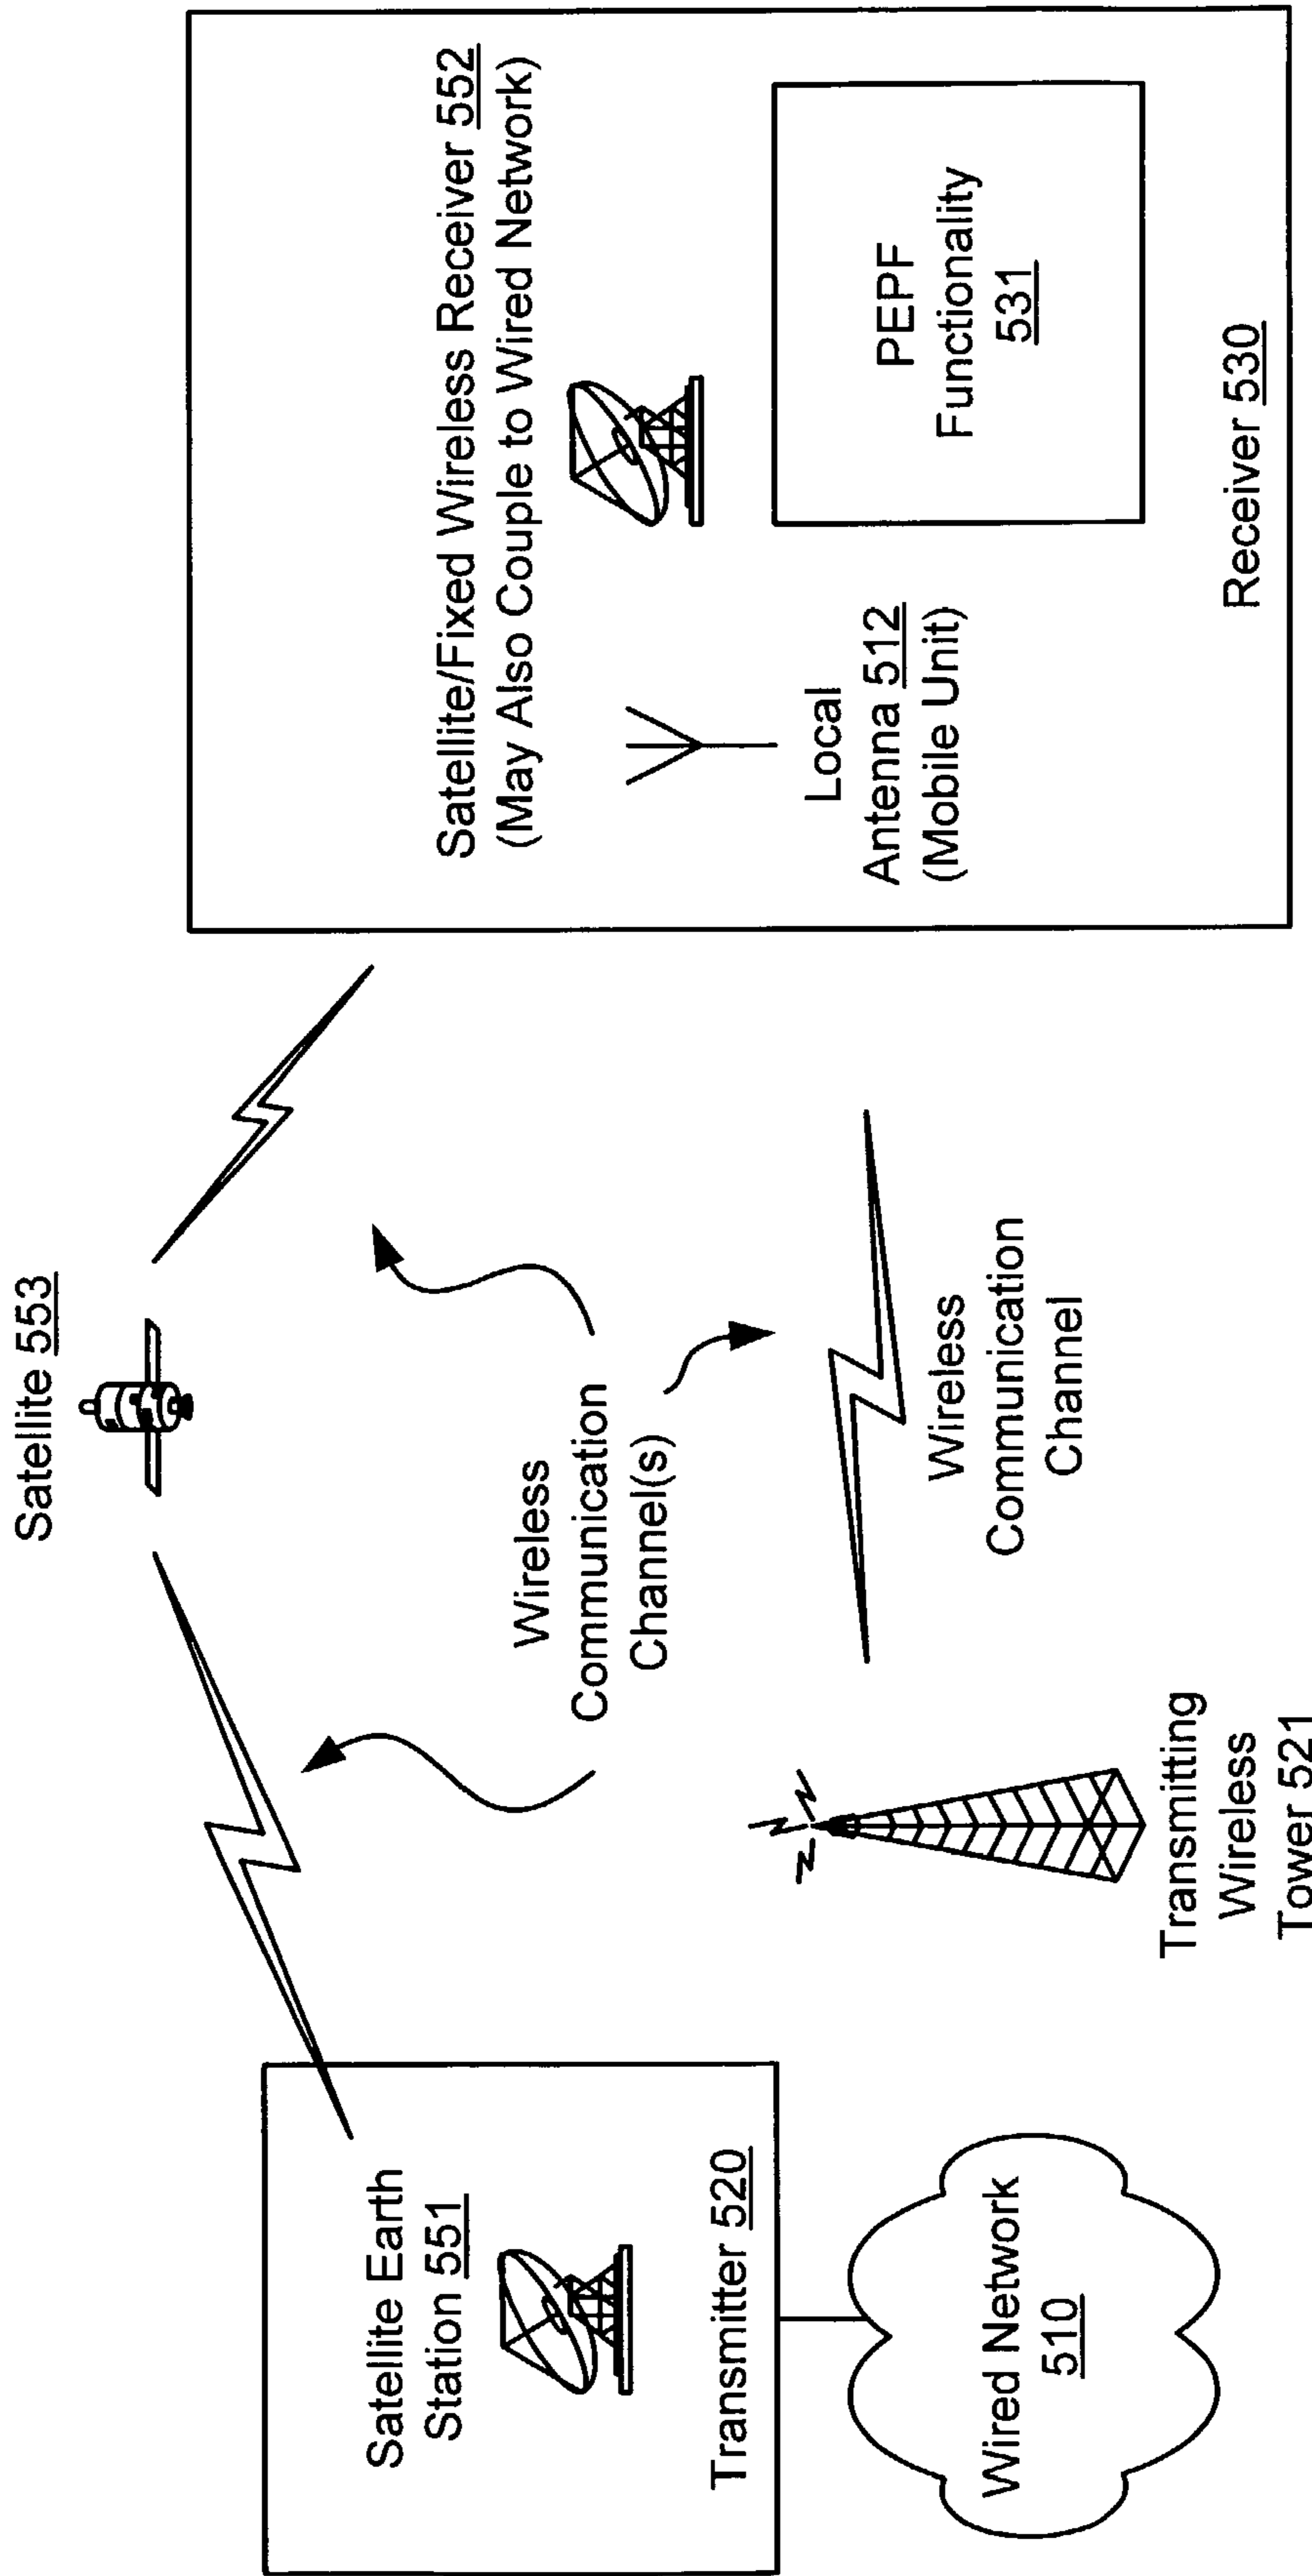 Satellite 553
Satellite Earth
Station 551
Transmitter 520
Wired Network
510
Wireless
Communication
Channel(s)
Transmitting
Wireless
Tower 521
Wireless
Communication
Channel
Satellite/Fixed Wireless Receiver 552
(May Also Couple to Wired Network)
Local
Antenna 512
(Mobile Unit)
PEPF
Functionality
531
Receiver 530